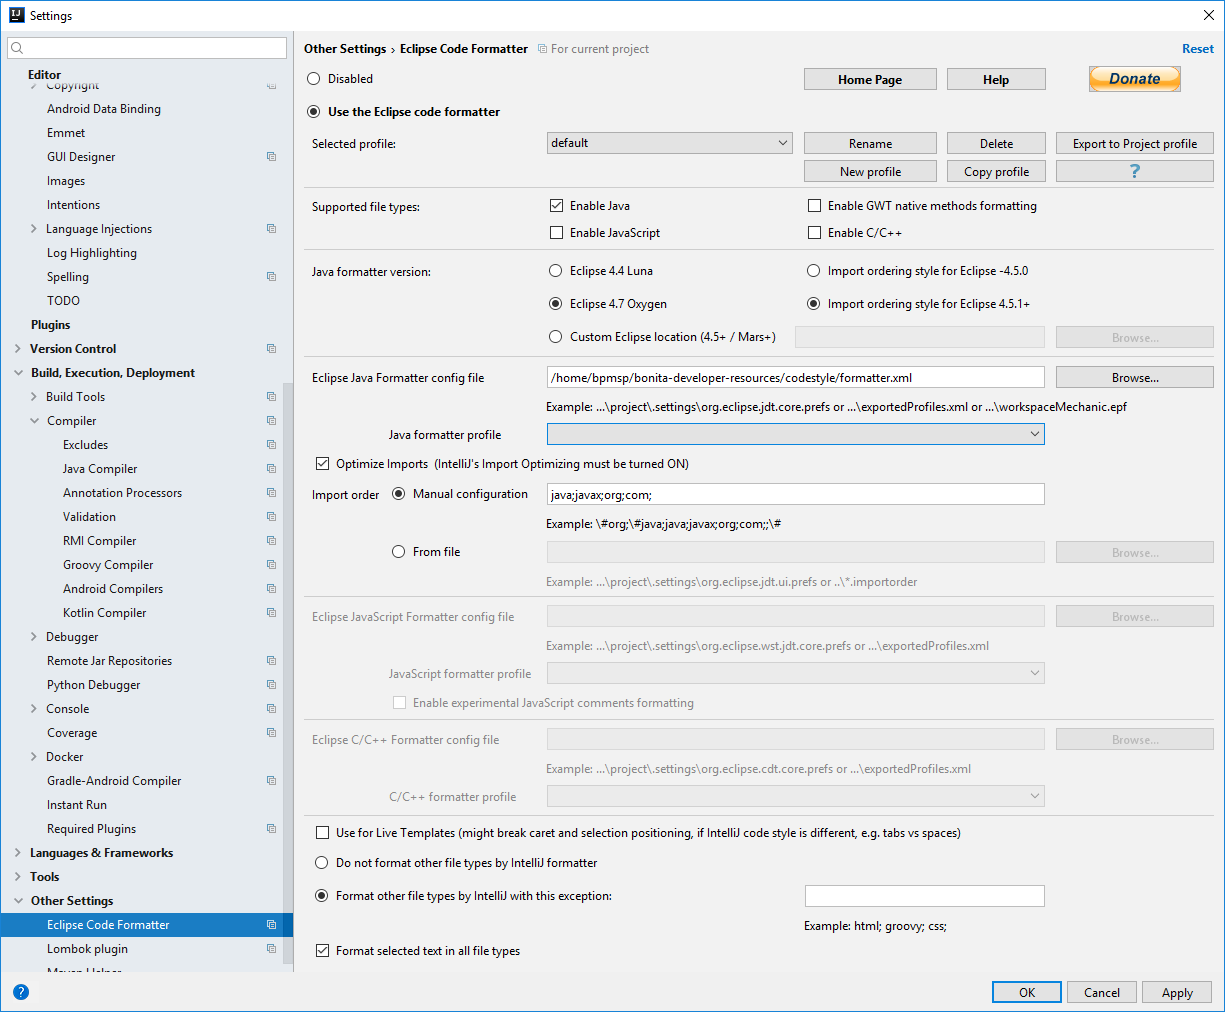 Settings
Editor
Copyright
Android Data Binding
Emmet
GUI Designer
Images
Intentions
Language Injections
Log Highlighting
Spelling
TODO
Plugins
Version Control
Build, Execution, Deployment
Build Tools
Compiler
Excludes
Java Compiler
Annotation Processors
Validation
RMI Compiler
Groovy Compiler
Android Compilers
Kotlin Compiler
Debugger
Remote Jar Repositories
Python Debugger
Console
Coverage
Docker
Gradle-Android Compiler
Instant Run
Required Plugins
Languages & Frameworks
Tools
Other Settings
Eclipse Code Formatter
Lombok plugin
Maven Helper
?
Other Settings › Eclipse Code Formatter For current project Reset
Disabled Home Page Help Donate
Use the Eclipse code formatter
Selected profile: default Rename Delete Export to Project profile
New profile Copy profile ?
Supported file types: Enable Java Enable GWT native methods formatting
Enable JavaScript Enable C/C++
Java formatter version: Eclipse 4.4 Luna Import ordering style for Eclipse -4.5.0
Eclipse 4.7 Oxygen Import ordering style for Eclipse 4.5.1+
Custom Eclipse location (4.5+ / Mars+) Browse...
Eclipse Java Formatter config file /home/bpmsp/bonita-developer-resources/codestyle/formatter.xml Browse...
Example: ...\project\.settings\org.eclipse.jdt.core.prefs or ...\exportedProfiles.xml or ...\workspaceMechanic.epf
Java formatter profile
Optimize Imports (IntelliJ's Import Optimizing must be turned ON)
Import order Manual configuration java;javax;org;com;
Example: \#org;\#java;java;javax;org;com;;\#
From file Browse...
Example: ...\project\.settings\org.eclipse.jdt.ui.prefs or ..\*.importorder
Eclipse JavaScript Formatter config file Browse...
Example: ...\project\.settings\org.eclipse.wst.jdt.core.prefs or ...\exportedProfiles.xml
JavaScript formatter profile
Enable experimental JavaScript comments formatting
Eclipse C/C++ Formatter config file Browse...
Example: ...\project\.settings\org.eclipse.cdt.core.prefs or ...\exportedProfiles.xml
C/C++ formatter profile
Use for Live Templates (might break caret and selection positioning, if IntelliJ code style is different, e.g. tabs vs spaces)
Do not format other file types by IntelliJ formatter
Format other file types by IntelliJ with this exception:
Example: html; groovy; css;
Format selected text in all file types
OK Cancel Apply